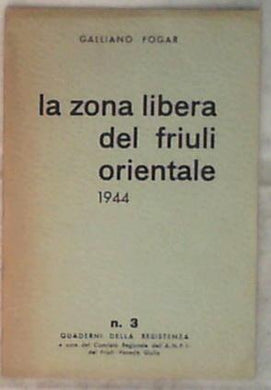 GALLIANO FOGAR
la zona libera
del friuli
orientale
1944
n. 3
QUADERNI DELLA RESISTENZA
a cura del Comitato Regionale dell'A.N.P.I.
del Friuli Venezia Giulia